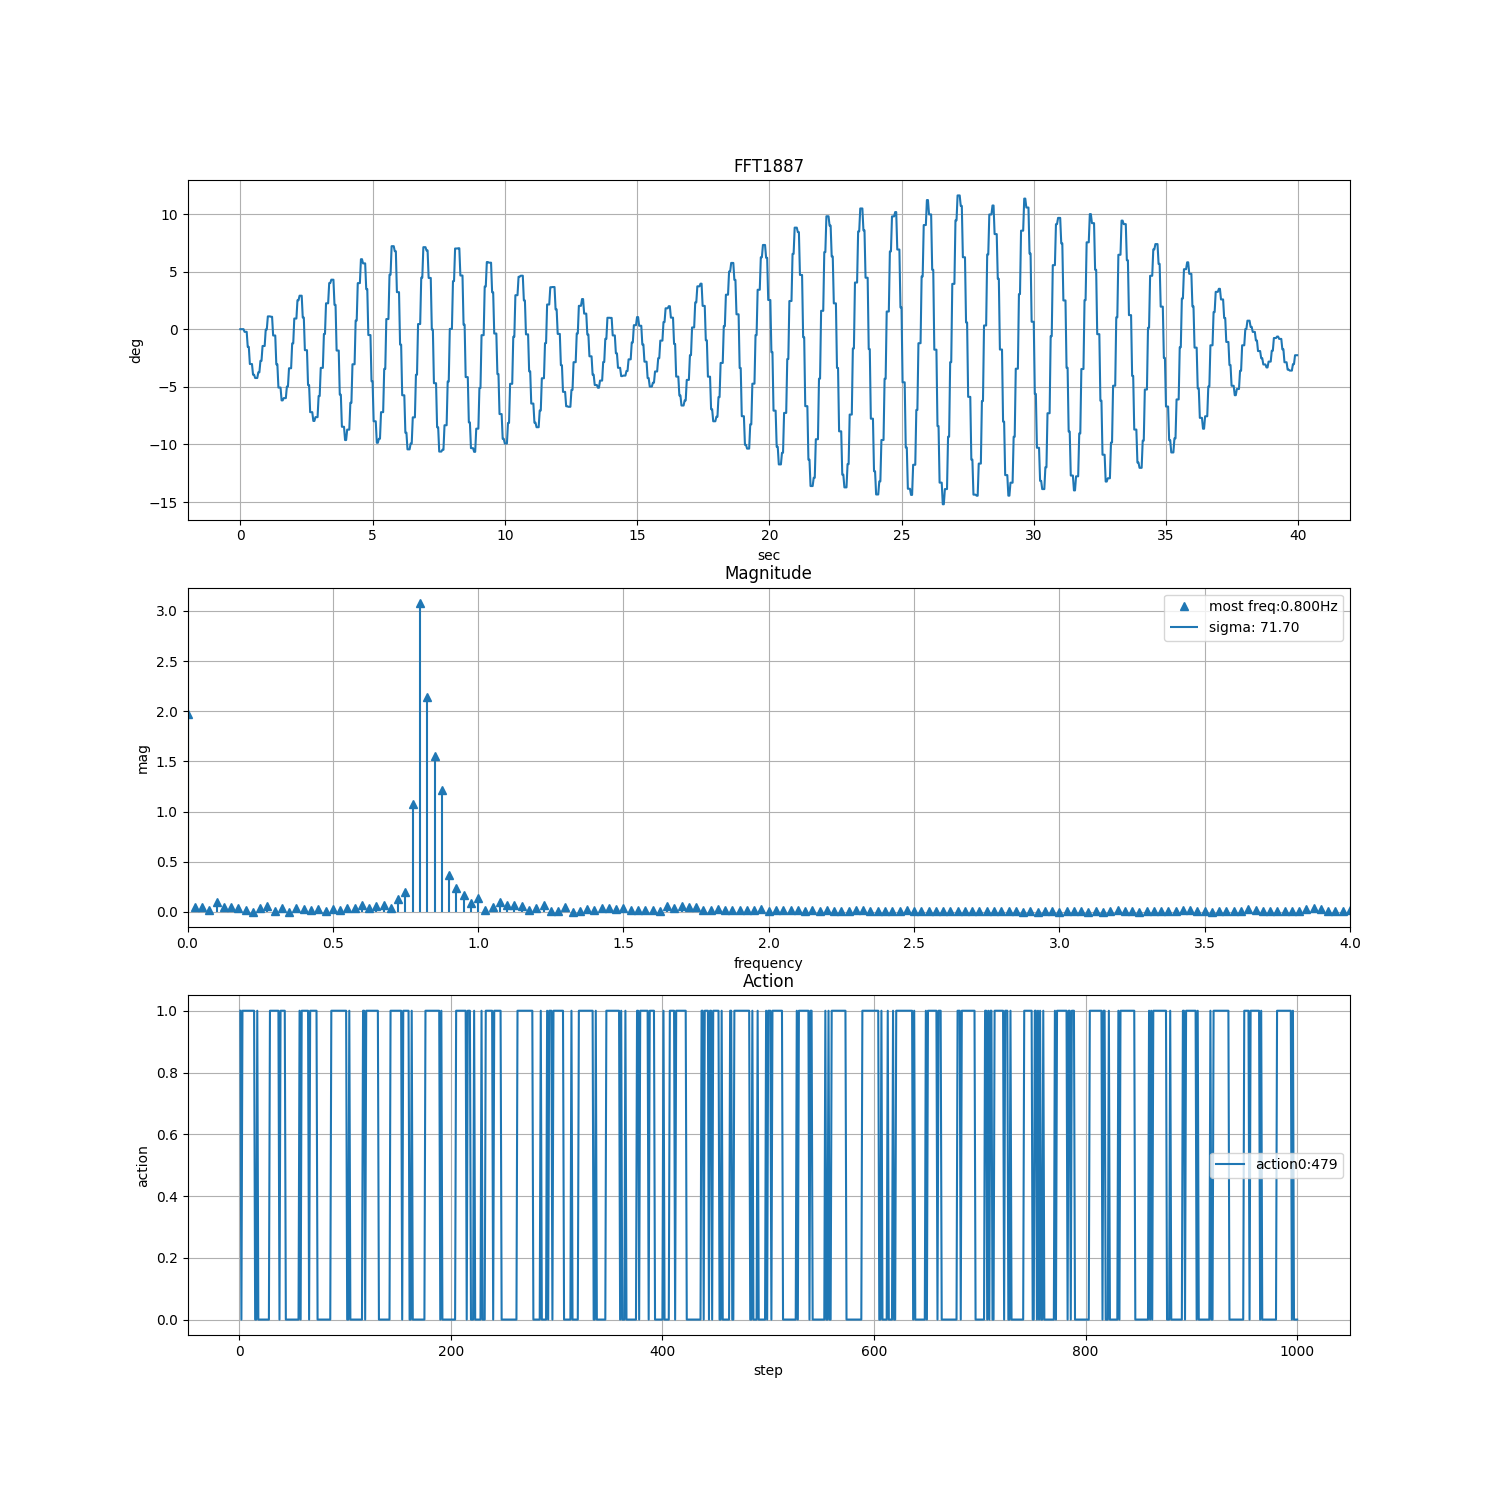 FFT1887
10
5
0
−5
−10
−15
deg
0 5 10 15 20 25 30 35 40
sec
Magnitude
3.0
2.5
2.0
1.5
1.0
0.5
0.0
mag
most freq:0.800Hz
sigma: 71.70
0.0 0.5 1.0 1.5 2.0 2.5 3.0 3.5 4.0
frequency
Action
1.0
0.8
0.6
0.4
0.2
0.0
action
action0:479
0 200 400 600 800 1000
step